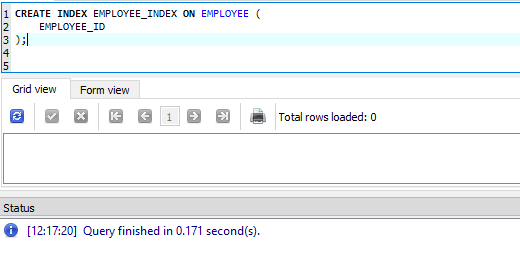 1 CREATE INDEX EMPLOYEE_INDEX ON EMPLOYEE (
2 EMPLOYEE_ID
3 );
4
5
Grid view Form view
1 Total rows loaded: 0
Status
[12:17:20] Query finished in 0.171 second(s).